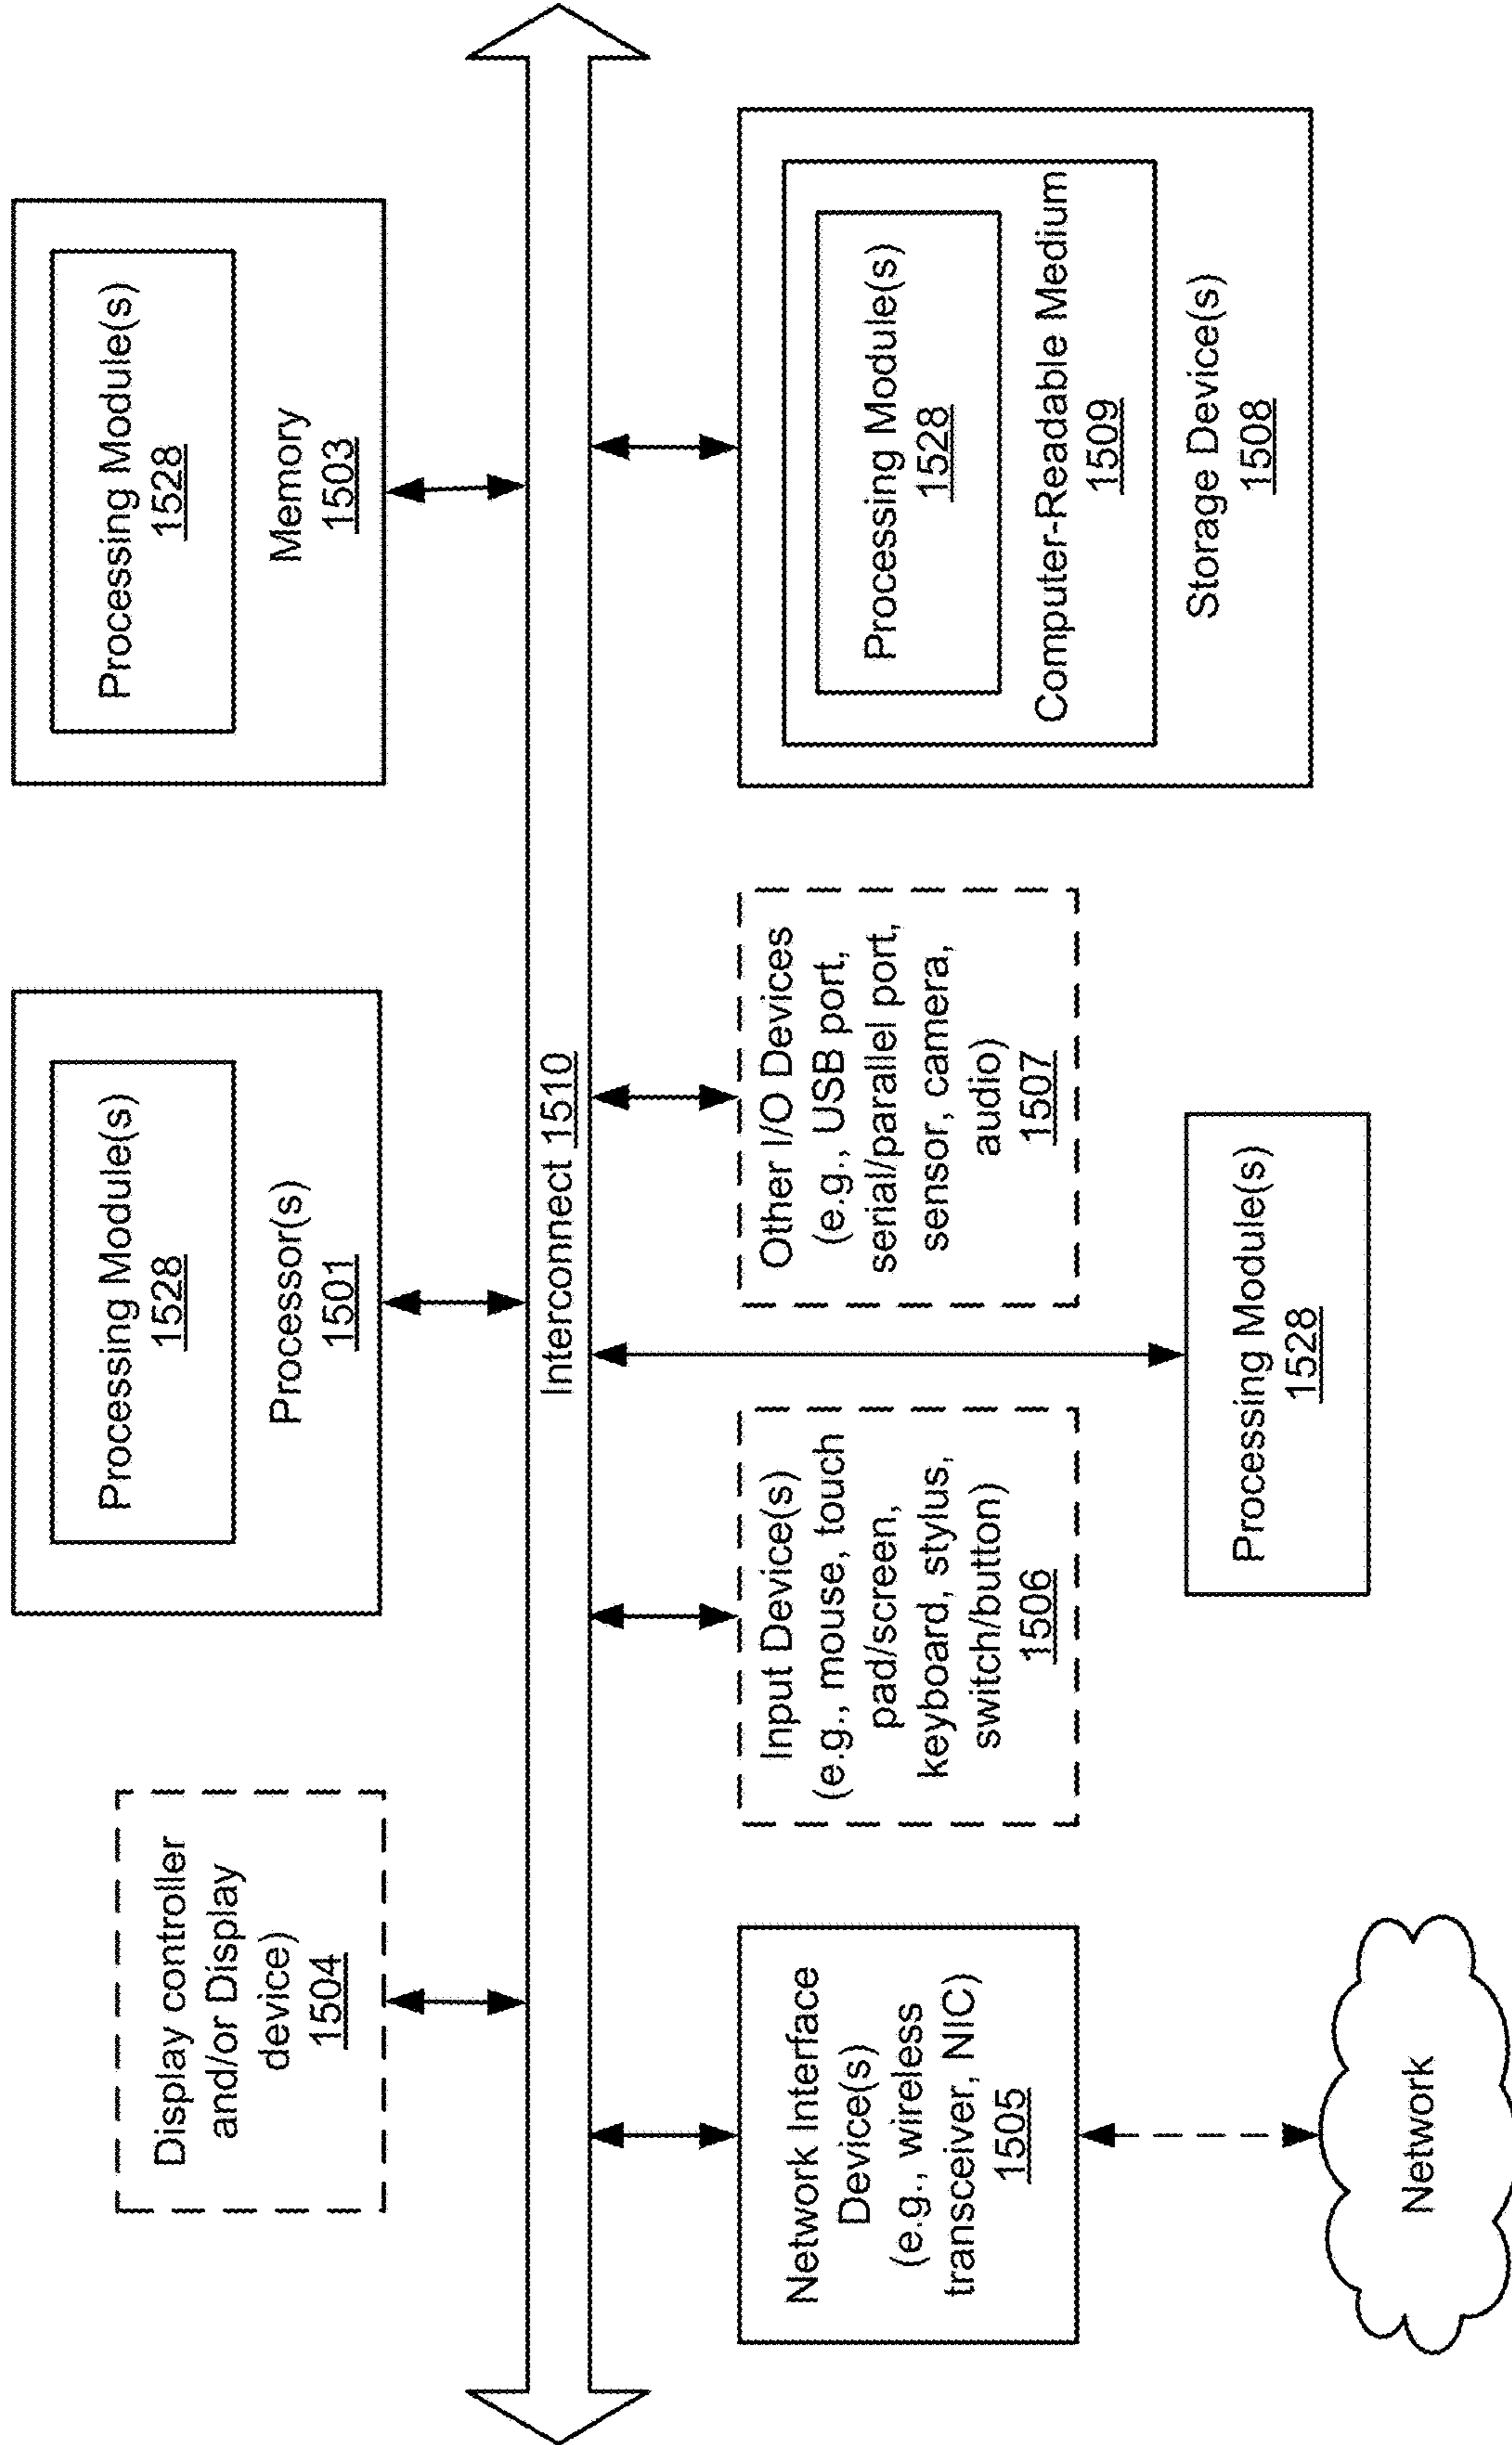 Display controller
and/or Display
device)
1504
Processing Module(s)
1528
Processor(s)
1501
Processing Module(s)
1528
Memory
1503
Interconnect 1510
Network Interface
Device(s)
(e.g., wireless
transceiver, NIC)
1505
Input Device(s)
(e.g., mouse, touch
pad/screen,
keyboard, stylus,
switch/button)
1506
Other I/O Devices
(e.g., USB port,
serial/parallel port,
sensor, camera,
audio)
1507
Processing Module(s)
1528
Computer-Readable Medium
1509
Storage Device(s)
1508
Processing Module(s)
1528
Network